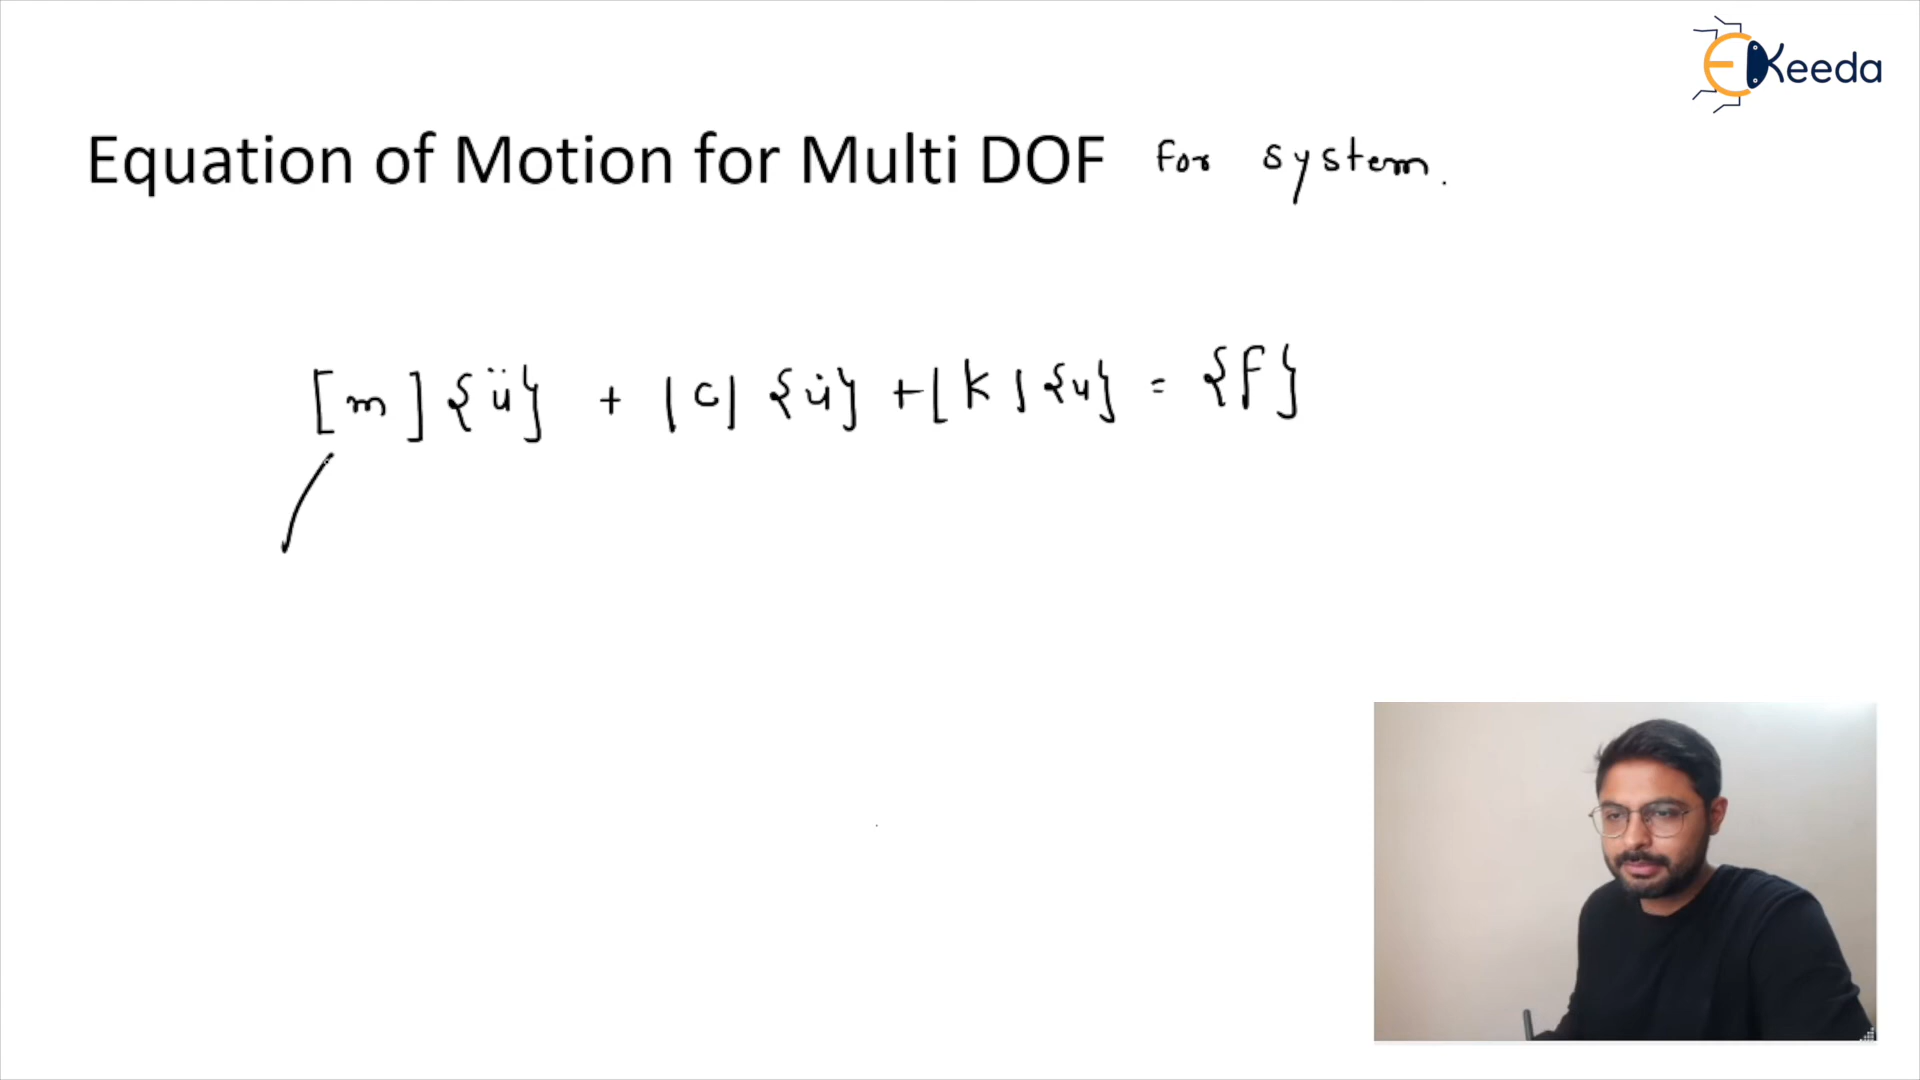 EKeeda
Equation of Motion for Multi DOF For system.
[m]{ü} + [c]{u̇} + [k]{u} = {F}